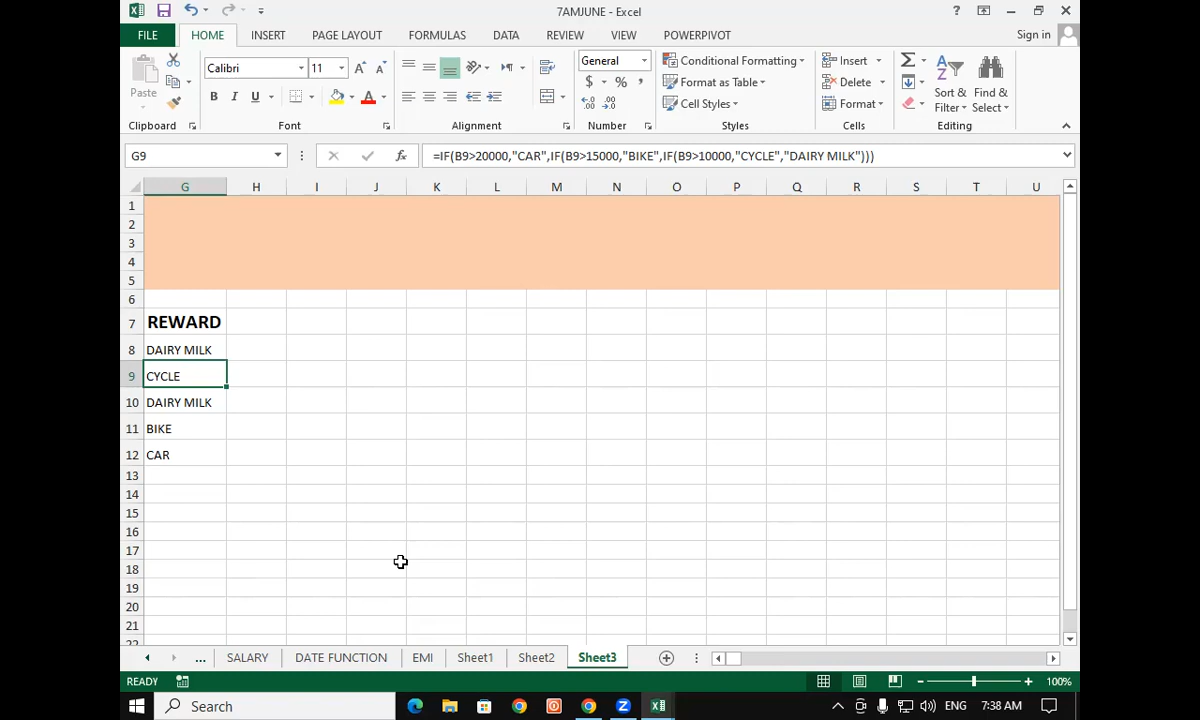 7AMJUNE - Excel
?
Sign in
FILE HOME INSERT PAGE LAYOUT FORMULAS DATA REVIEW VIEW POWERPIVOT
Paste
Calibri 11
B I U
General
$ % ,
Conditional Formatting
Format as Table
Cell Styles
Insert
Delete
Format
Sort & Filter
Find & Select
Clipboard Font Alignment Number Styles Cells Editing
G9
fx
=IF(B9>20000,"CAR",IF(B9>15000,"BIKE",IF(B9>10000,"CYCLE","DAIRY MILK")))
G H I J K L M N O P Q R S T U
1
2
3
4
5
6
7 REWARD
8 DAIRY MILK
9 CYCLE
10 DAIRY MILK
11 BIKE
12 CAR
13
14
15
16
17
18
19
20
21
22
... SALARY DATE FUNCTION EMI Sheet1 Sheet2 Sheet3
READY
100%
Search
ENG 7:38 AM